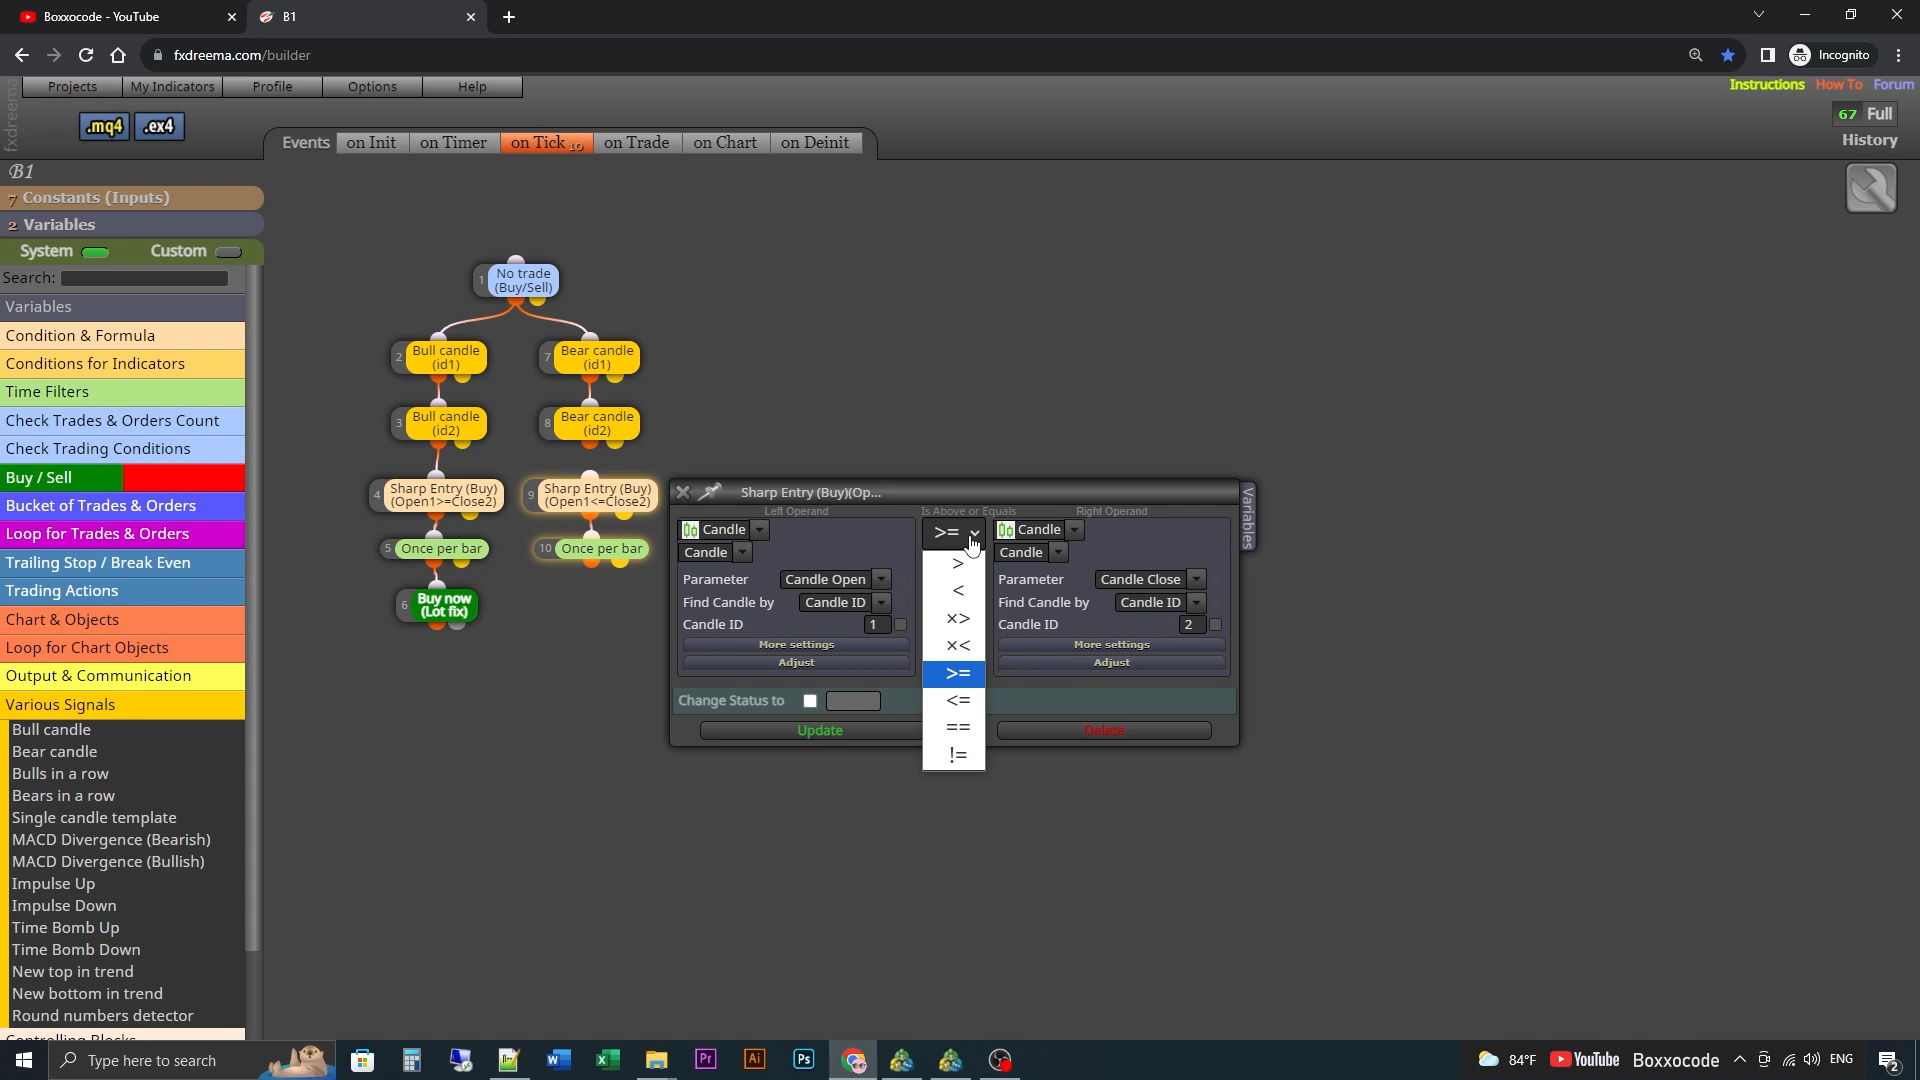 Boxxocode - YouTube
B1
fxdreema.com/builder
Incognito
Projects
My Indicators
Profile
Options
Help
Instructions
How To
Forum
fxdreema
.mq4
.ex4
67 Full
History
Events
on Init
on Timer
on Tick 10
on Trade
on Chart
on Deinit
B1
7 Constants (Inputs)
2 Variables
System
Custom
Search:
Variables
Condition & Formula
Conditions for Indicators
Time Filters
Check Trades & Orders Count
Check Trading Conditions
Buy / Sell
Bucket of Trades & Orders
Loop for Trades & Orders
Trailing Stop / Break Even
Trading Actions
Chart & Objects
Loop for Chart Objects
Output & Communication
Various Signals
Bull candle
Bear candle
Bulls in a row
Bears in a row
Single candle template
MACD Divergence (Bearish)
MACD Divergence (Bullish)
Impulse Up
Impulse Down
Time Bomb Up
Time Bomb Down
New top in trend
New bottom in trend
Round numbers detector
Controlling Blocks
1
No trade
(Buy/Sell)
2
Bull candle
(id1)
7
Bear candle
(id1)
3
Bull candle
(id2)
8
Bear candle
(id2)
4
Sharp Entry (Buy)
(Open1>=Close2)
9
Sharp Entry (Buy)
(Open1<=Close2)
5
Once per bar
10
Once per bar
6
Buy now
(Lot fix)
Sharp Entry (Buy)(Op...
Variables
Left Operand
Is Above or Equals
Right Operand
Candle
>=
Candle
Candle
Candle
Parameter
Candle Open
Parameter
Candle Close
Find Candle by
Candle ID
Find Candle by
Candle ID
Candle ID
1
Candle ID
2
More settings
More settings
Adjust
Adjust
>
<
×>
×<
>=
<=
==
!=
Change Status to
Update
Delete
Type here to search
84°F
YouTube
Boxxocode
ENG
2